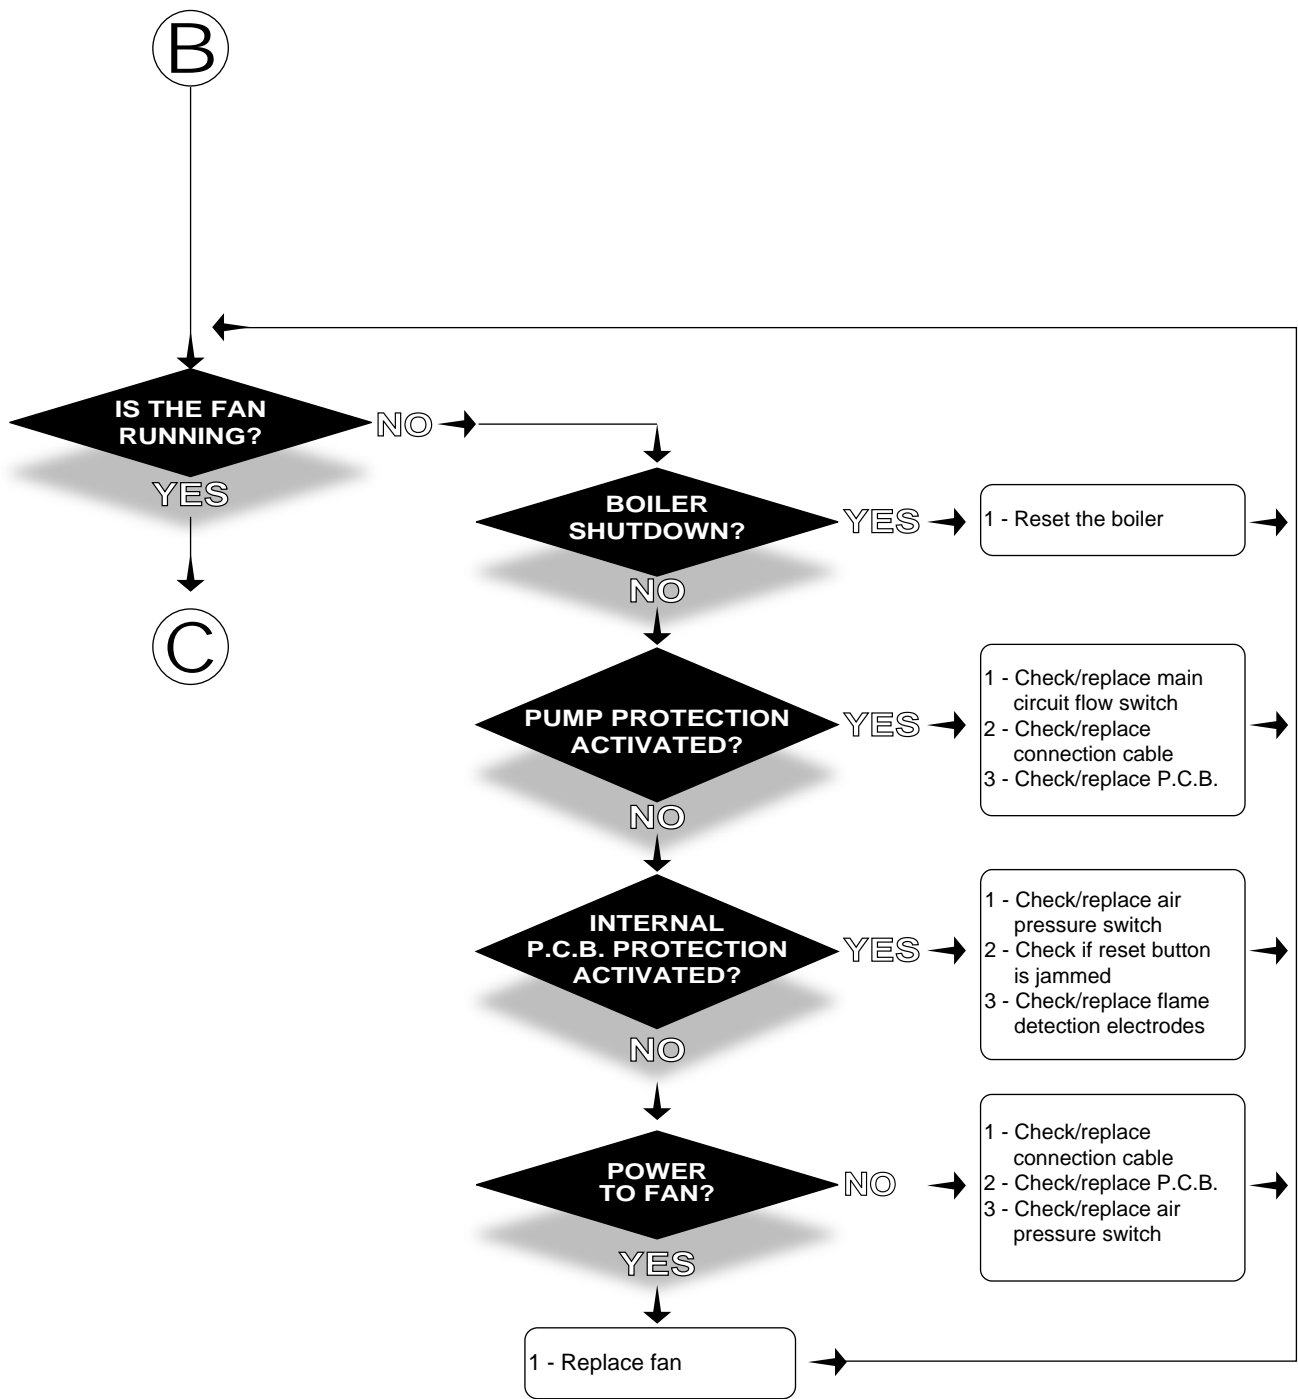 B
IS THE FAN
RUNNING?
NO
YES
C
BOILER
SHUTDOWN?
YES
1 - Reset the boiler
NO
PUMP PROTECTION
ACTIVATED?
YES
1 - Check/replace main
circuit flow switch
2 - Check/replace
connection cable
3 - Check/replace P.C.B.
NO
INTERNAL
P.C.B. PROTECTION
ACTIVATED?
YES
1 - Check/replace air
pressure switch
2 - Check if reset button
is jammed
3 - Check/replace flame
detection electrodes
NO
POWER
TO FAN?
NO
1 - Check/replace
connection cable
2 - Check/replace P.C.B.
3 - Check/replace air
pressure switch
YES
1 - Replace fan